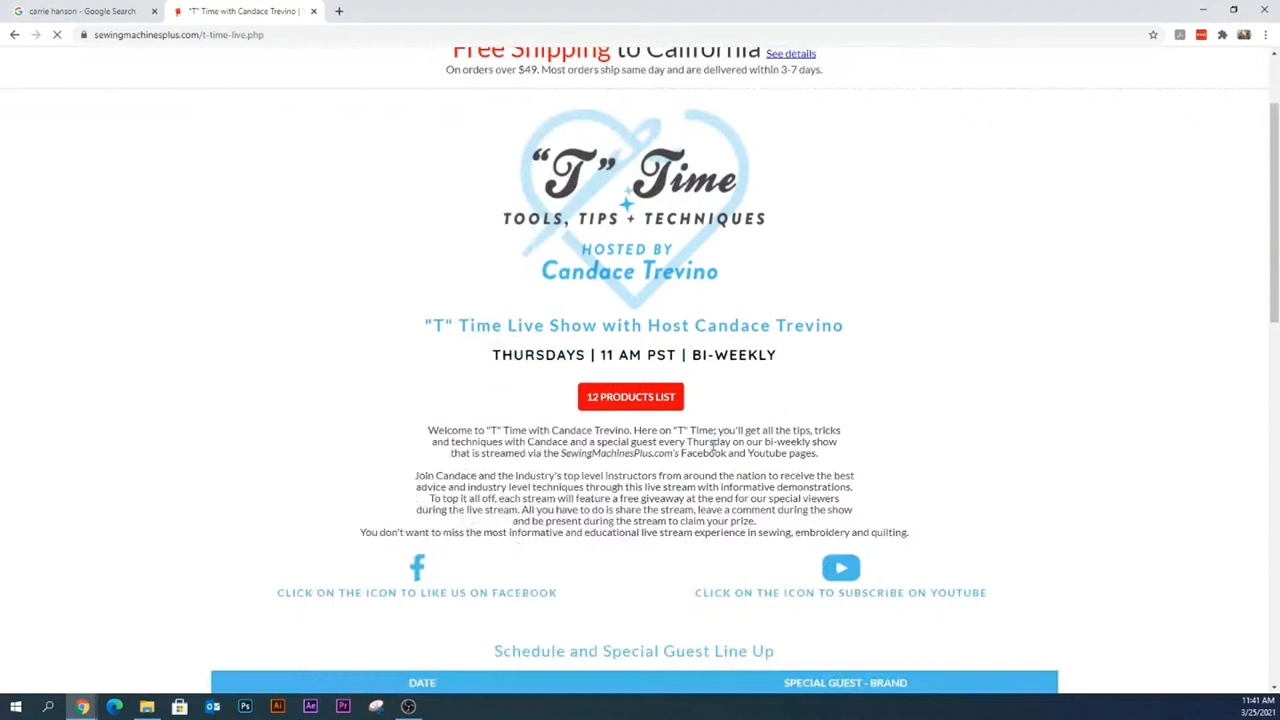 carrie hanson - Google Search
"T" Time with Candace Trevino |
sewingmachinesplus.com/t-time-live.php
Free Shipping to California See details
On orders over $49. Most orders ship same day and are delivered within 3-7 days.
"T" Time
TOOLS, TIPS + TECHNIQUES
HOSTED BY
Candace Trevino
"T" Time Live Show with Host Candace Trevino
THURSDAYS | 11 AM PST | BI-WEEKLY
12 PRODUCTS LIST
Welcome to "T" Time with Candace Trevino. Here on "T" Time; you'll get all the tips, tricks
and techniques with Candace and a special guest every Thursday on our bi-weekly show
that is streamed via the SewingMachinesPlus.com's Facebook and Youtube pages.
Join Candace and the industry's top level instructors from around the nation to receive the best
advice and industry level techniques through this live stream with informative demonstrations.
To top it all off, each stream will feature a free giveaway at the end for our special viewers
during the live stream. All you have to do is share the stream, leave a comment during the show
and be present during the stream to claim your prize.
You don't want to miss the most informative and educational live stream experience in sewing, embroidery and quilting.
CLICK ON THE ICON TO LIKE US ON FACEBOOK
CLICK ON THE ICON TO SUBSCRIBE ON YOUTUBE
Schedule and Special Guest Line Up
DATE
SPECIAL GUEST - BRAND
Ps
Ai
Ae
Pr
11:41 AM
3/25/2021